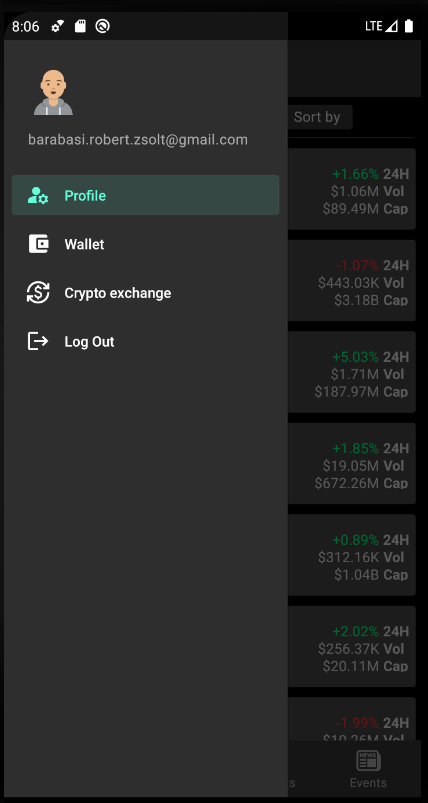 8:06
LTE
barabasi.robert.zsolt@gmail.com
Sort by
Profile
Wallet
Crypto exchange
Log Out
+1.66% 24H
$1.06M Vol
$89.49M Cap
-1.07% 24H
$443.03K Vol
$3.18B Cap
+5.03% 24H
$1.71M Vol
$187.97M Cap
+1.85% 24H
$19.05M Vol
$672.26M Cap
+0.89% 24H
$312.16K Vol
$1.04B Cap
+2.02% 24H
$256.37K Vol
$20.11M Cap
-1.99% 24H
$10.26M Vol
NEWS
s
Events